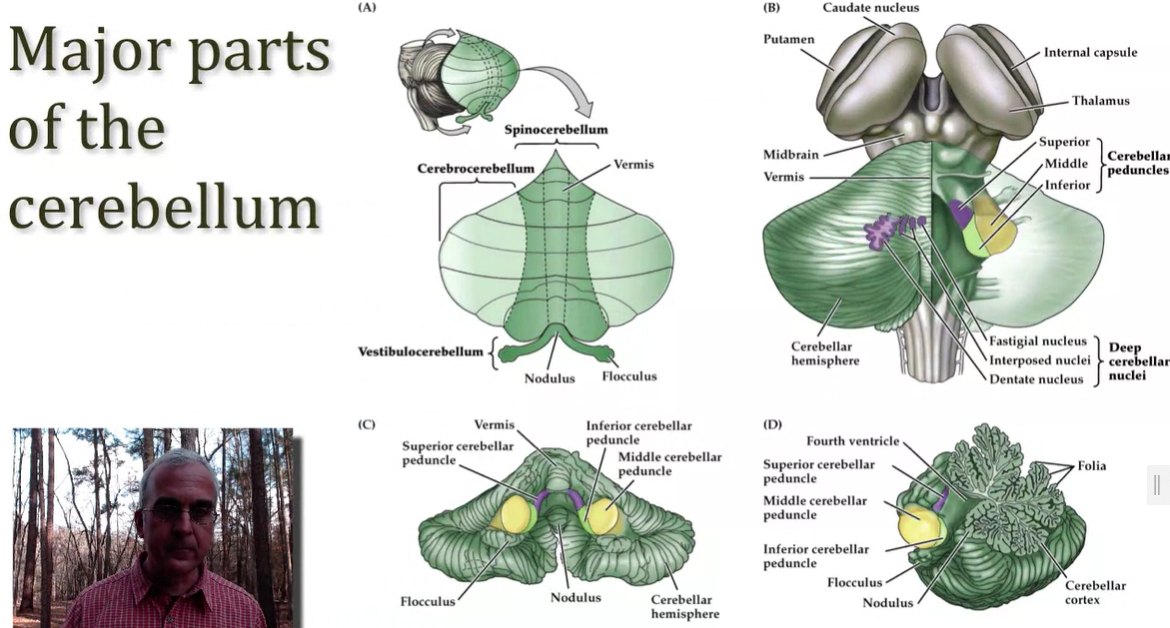 Major parts
of the
cerebellum
(A)
Spinocerebellum
Cerebrocerebellum
Vermis
Vestibulocerebellum
Nodulus
Flocculus
(B)
Caudate nucleus
Putamen
Internal capsule
Thalamus
Midbrain
Vermis
Superior
Middle
Inferior
Cerebellar
peduncles
Cerebellar
hemisphere
Fastigial nucleus
Interposed nuclei
Dentate nucleus
Deep
cerebellar
nuclei
(C)
Vermis
Superior cerebellar
peduncle
Inferior cerebellar
peduncle
Middle cerebellar
peduncle
Flocculus
Nodulus
Cerebellar
hemisphere
(D)
Fourth ventricle
Superior cerebellar
peduncle
Middle cerebellar
peduncle
Inferior cerebellar
peduncle
Flocculus
Nodulus
Folia
Cerebellar
cortex